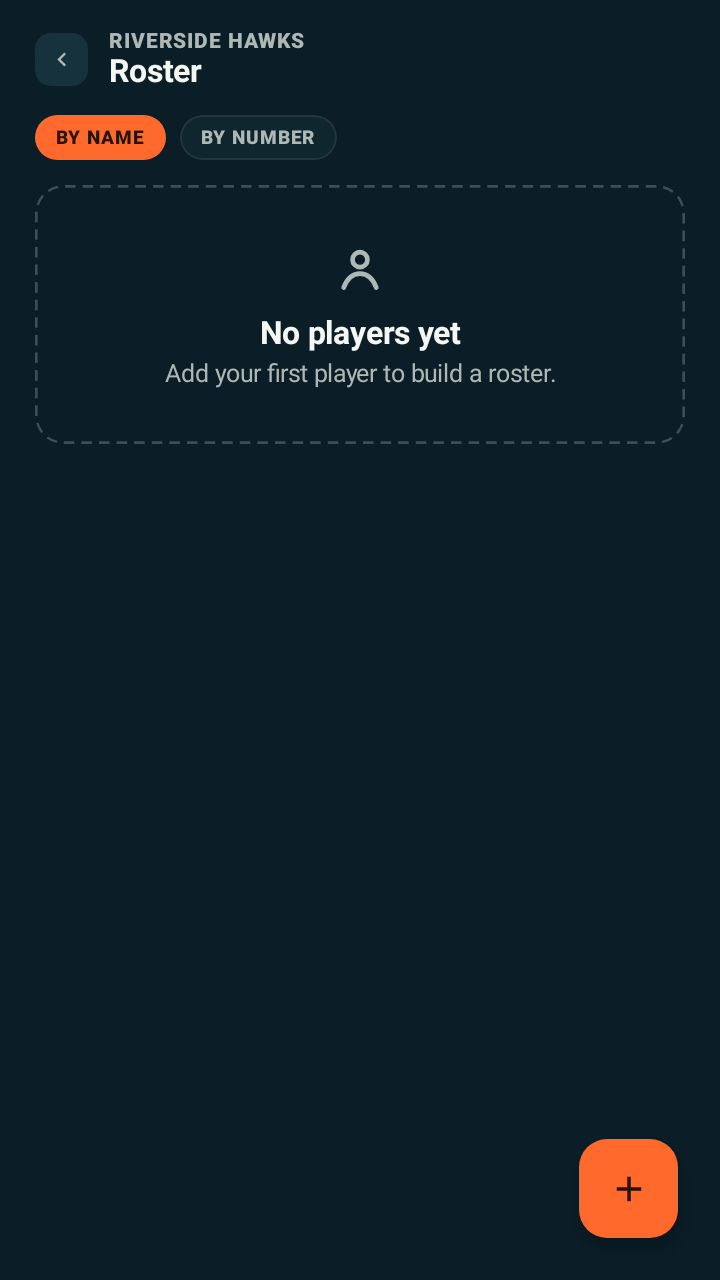 RIVERSIDE HAWKS
Roster
BY NAME
BY NUMBER
No players yet
Add your first player to build a roster.